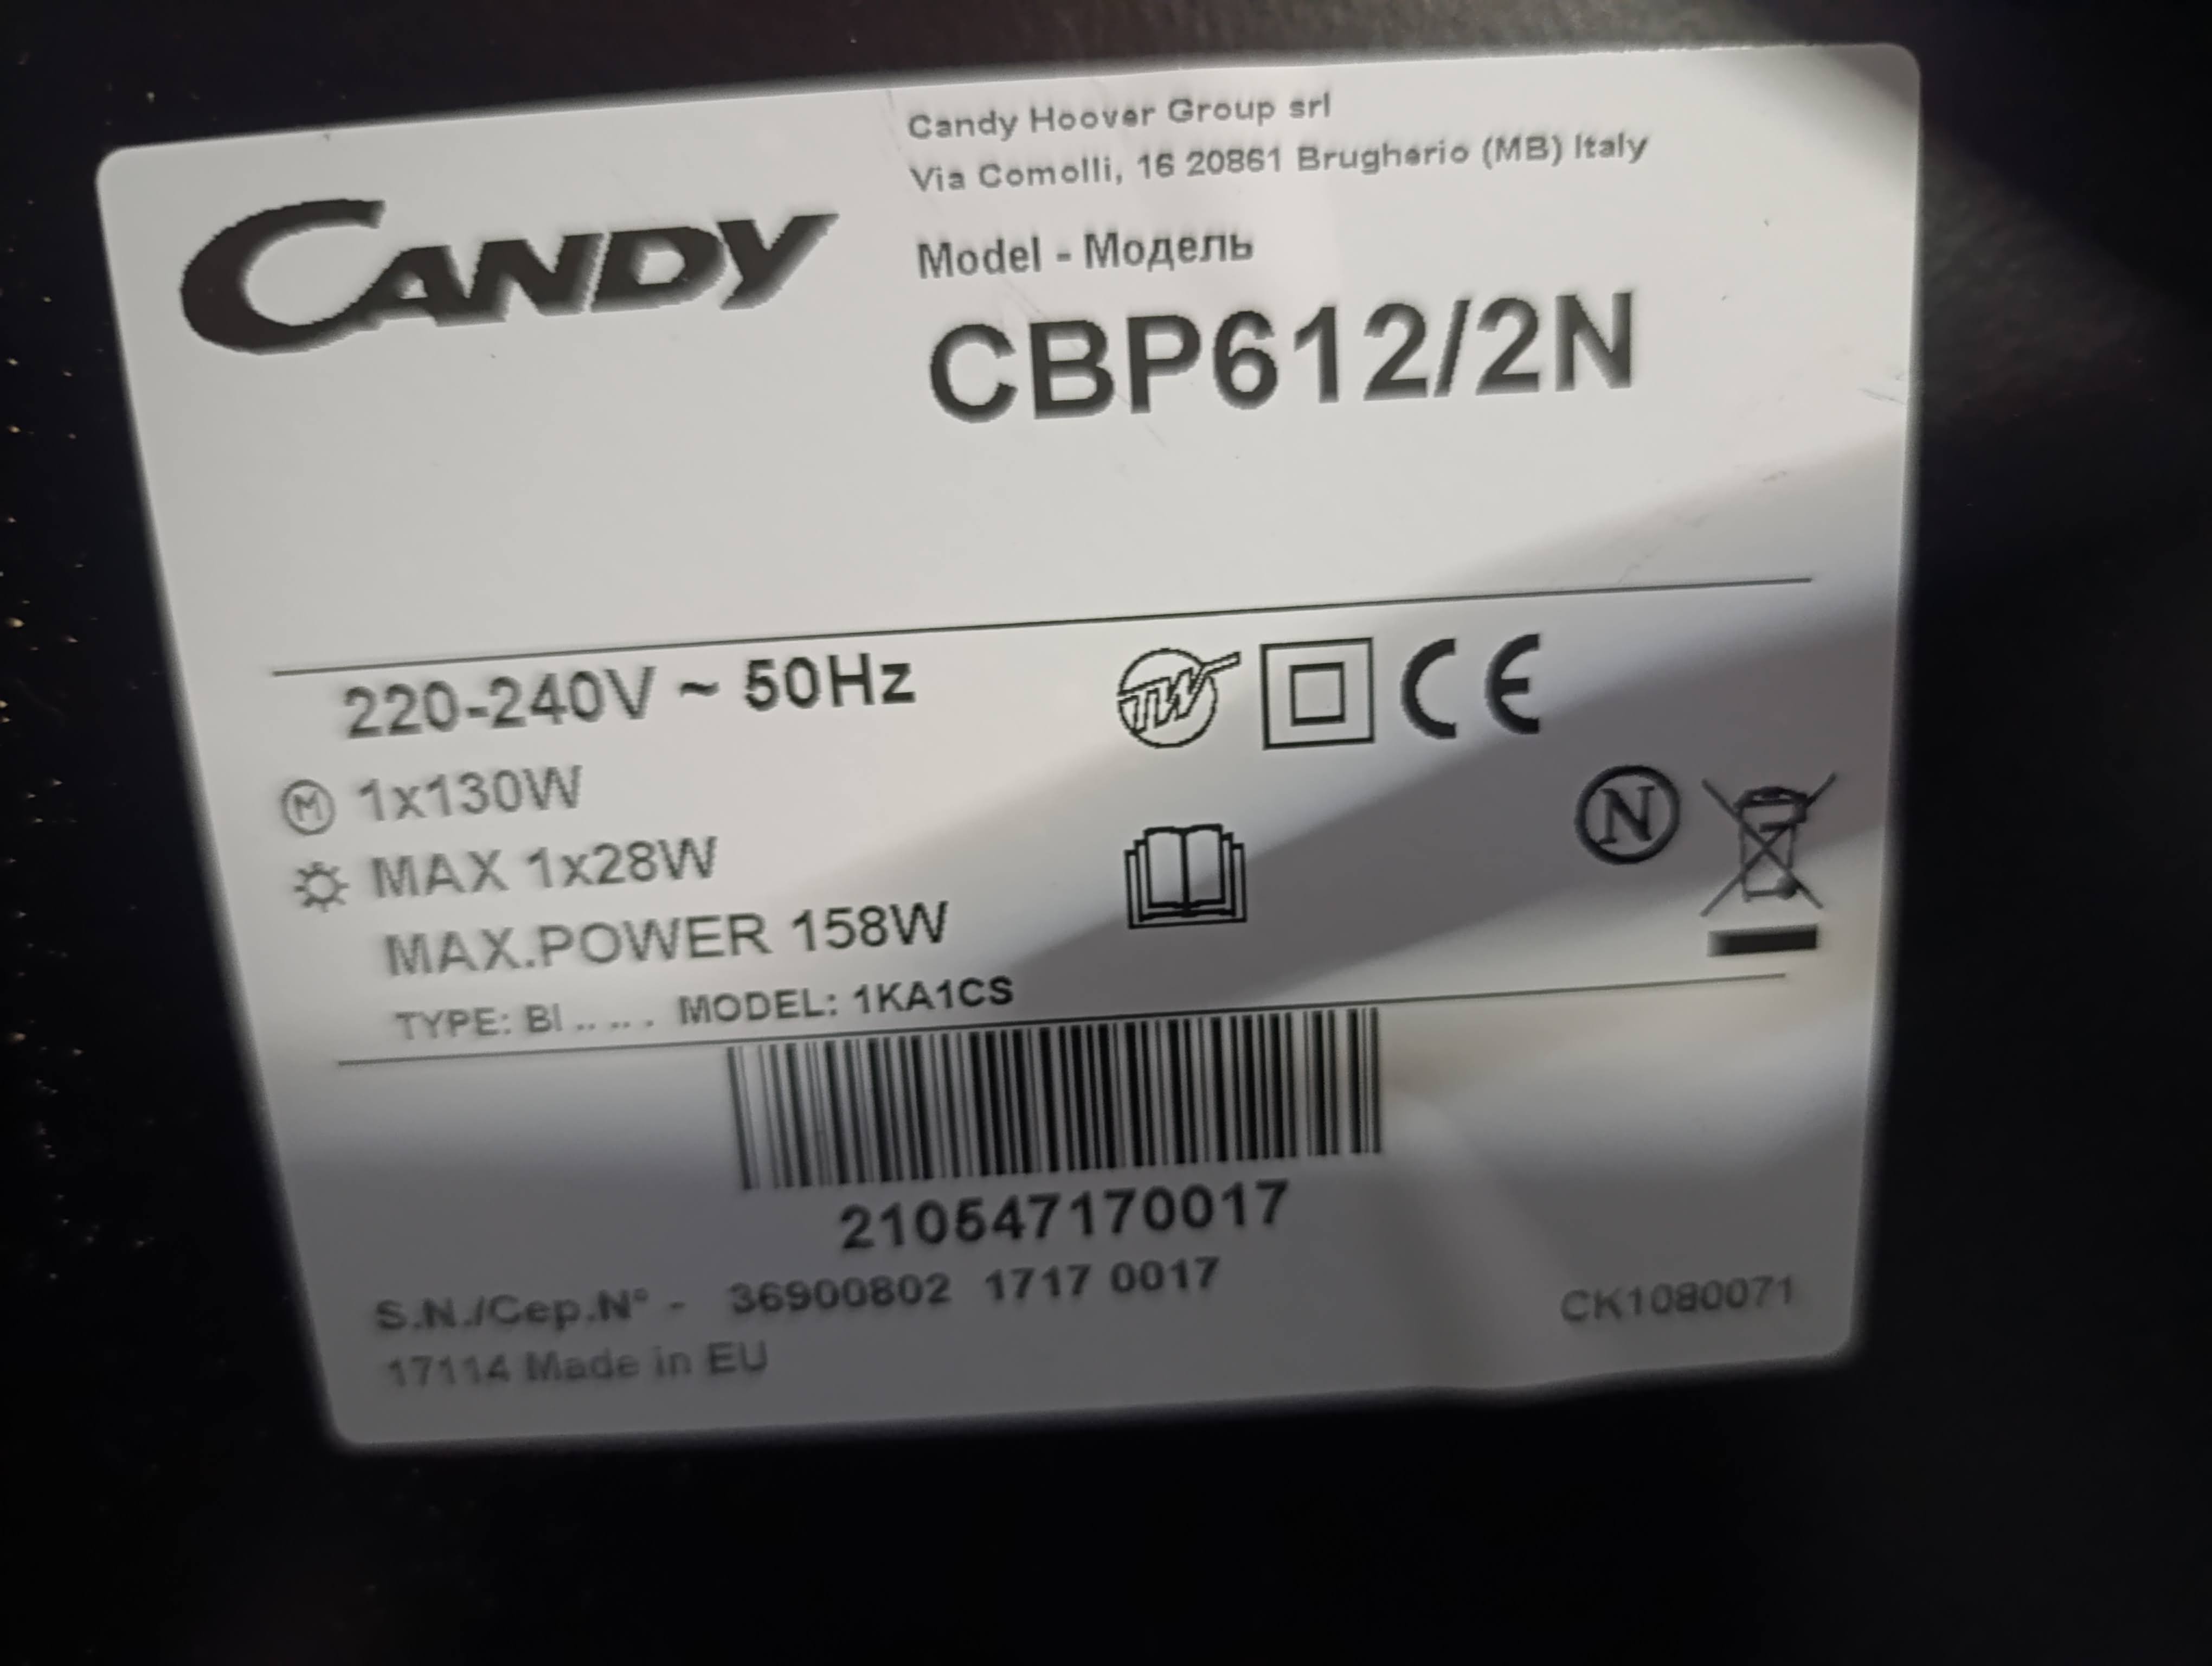 CANDY
Candy Hoover Group srl
Via Comolli, 16 20861 Brugherio (MB) Italy
Model - Модель
CBP612/2N
220-240V ~ 50Hz
M 1x130W
MAX 1x28W
MAX.POWER 158W
TYPE: BI .. .. . MODEL: 1KA1CS
TW
CE
N
210547170017
S.N./Cep.N° - 36900802 1717 0017
17114 Made in EU
CK1080071